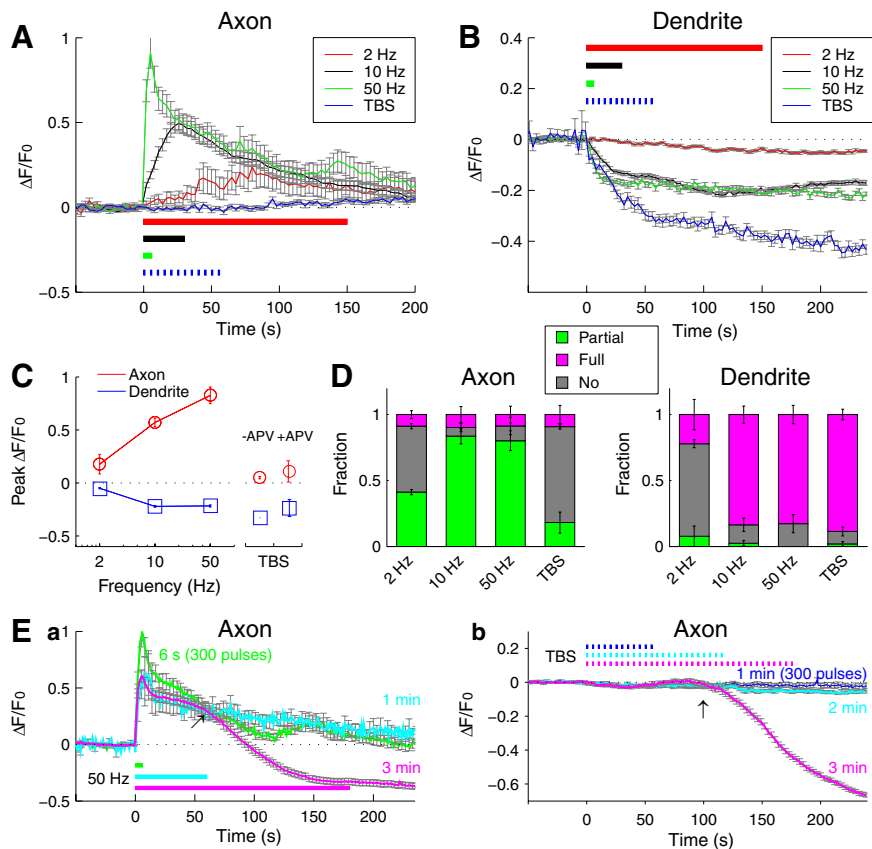 A
Axon
1
0.5
0
−0.5
ΔF/F0
−50
0
50
100
150
200
Time (s)
2 Hz
10 Hz
50 Hz
TBS
B
Dendrite
0.4
0.2
0
−0.2
−0.4
ΔF/F0
0
50
100
150
200
Time (s)
2 Hz
10 Hz
50 Hz
TBS
C
Axon
Dendrite
1
0.5
0
−0.5
Peak ΔF/F0
-APV +APV
2
10
50
TBS
Frequency (Hz)
D
Partial
Full
No
Axon
1
0.5
0
Fraction
2 Hz
10 Hz
50 Hz
TBS
Dendrite
1
0.5
0
Fraction
2 Hz
10 Hz
50 Hz
TBS
E
a
Axon
1
0.5
0
−0.5
ΔF/F0
6 s (300 pulses)
1 min
3 min
50 Hz
−50
0
50
100
150
200
Time (s)
b
Axon
0.2
0
−0.2
−0.4
−0.6
ΔF/F0
TBS
1 min (300 pulses)
2 min
3 min
0
50
100
150
200
Time (s)